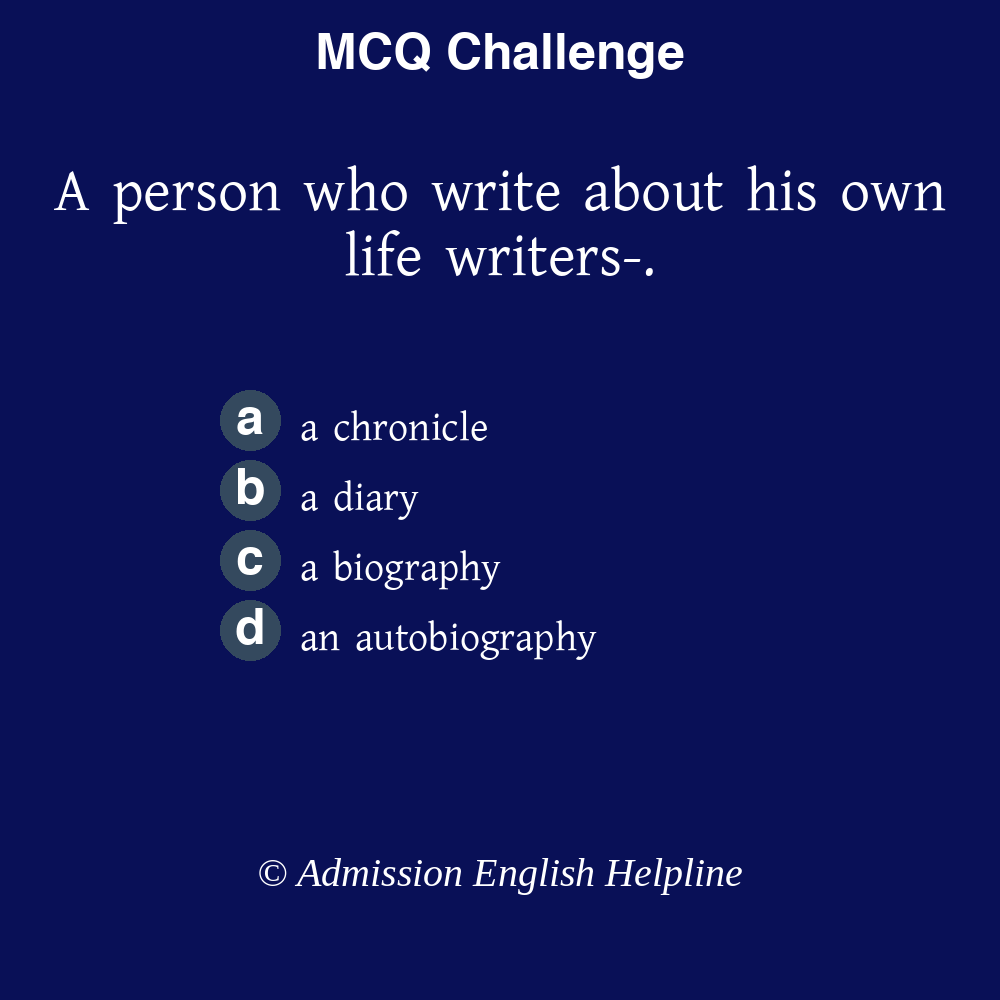 MCQ Challenge
A person who write about his own
life writers-.
a a chronicle
b a diary
c a biography
d an autobiography
© Admission English Helpline